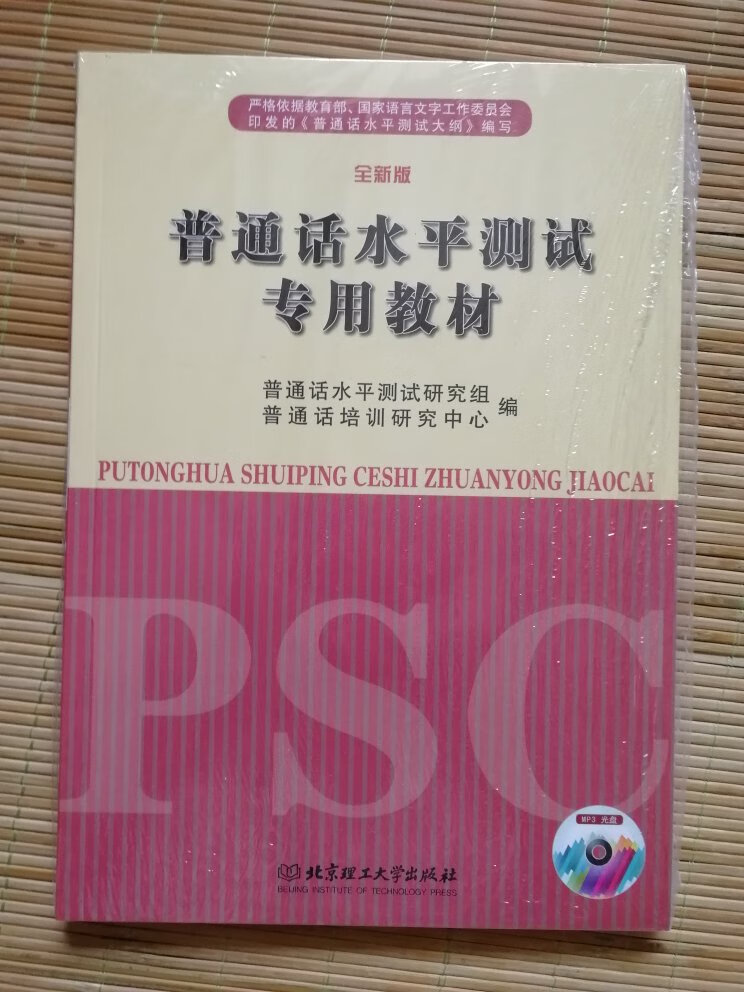 严格依据教育部、国家语言文字工作委员会
印发的《普通话水平测试大纲》编写
全新版
普通话水平测试
专用教材
普通话水平测试研究组
普通话培训研究中心
编
PUTONGHUA SHUIPING CESHI ZHUANYONG JIAOCAI
PSC
MP3 光盘
北京理工大学出版社
BEIJING INSTITUTE OF TECHNOLOGY PRESS